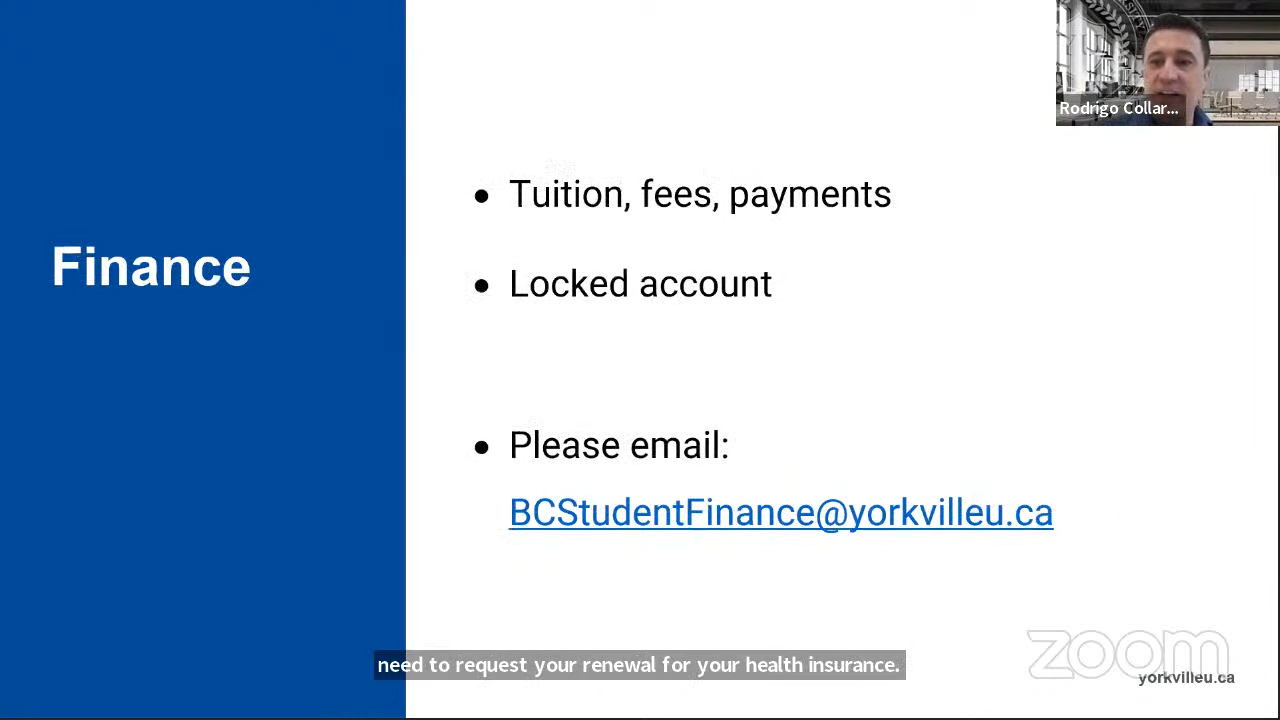 Rodrigo Collar...
Finance
• Tuition, fees, payments
• Locked account
• Please email:
BCStudentFinance@yorkvilleu.ca
need to request your renewal for your health insurance.
zoom
yorkvilleu.ca